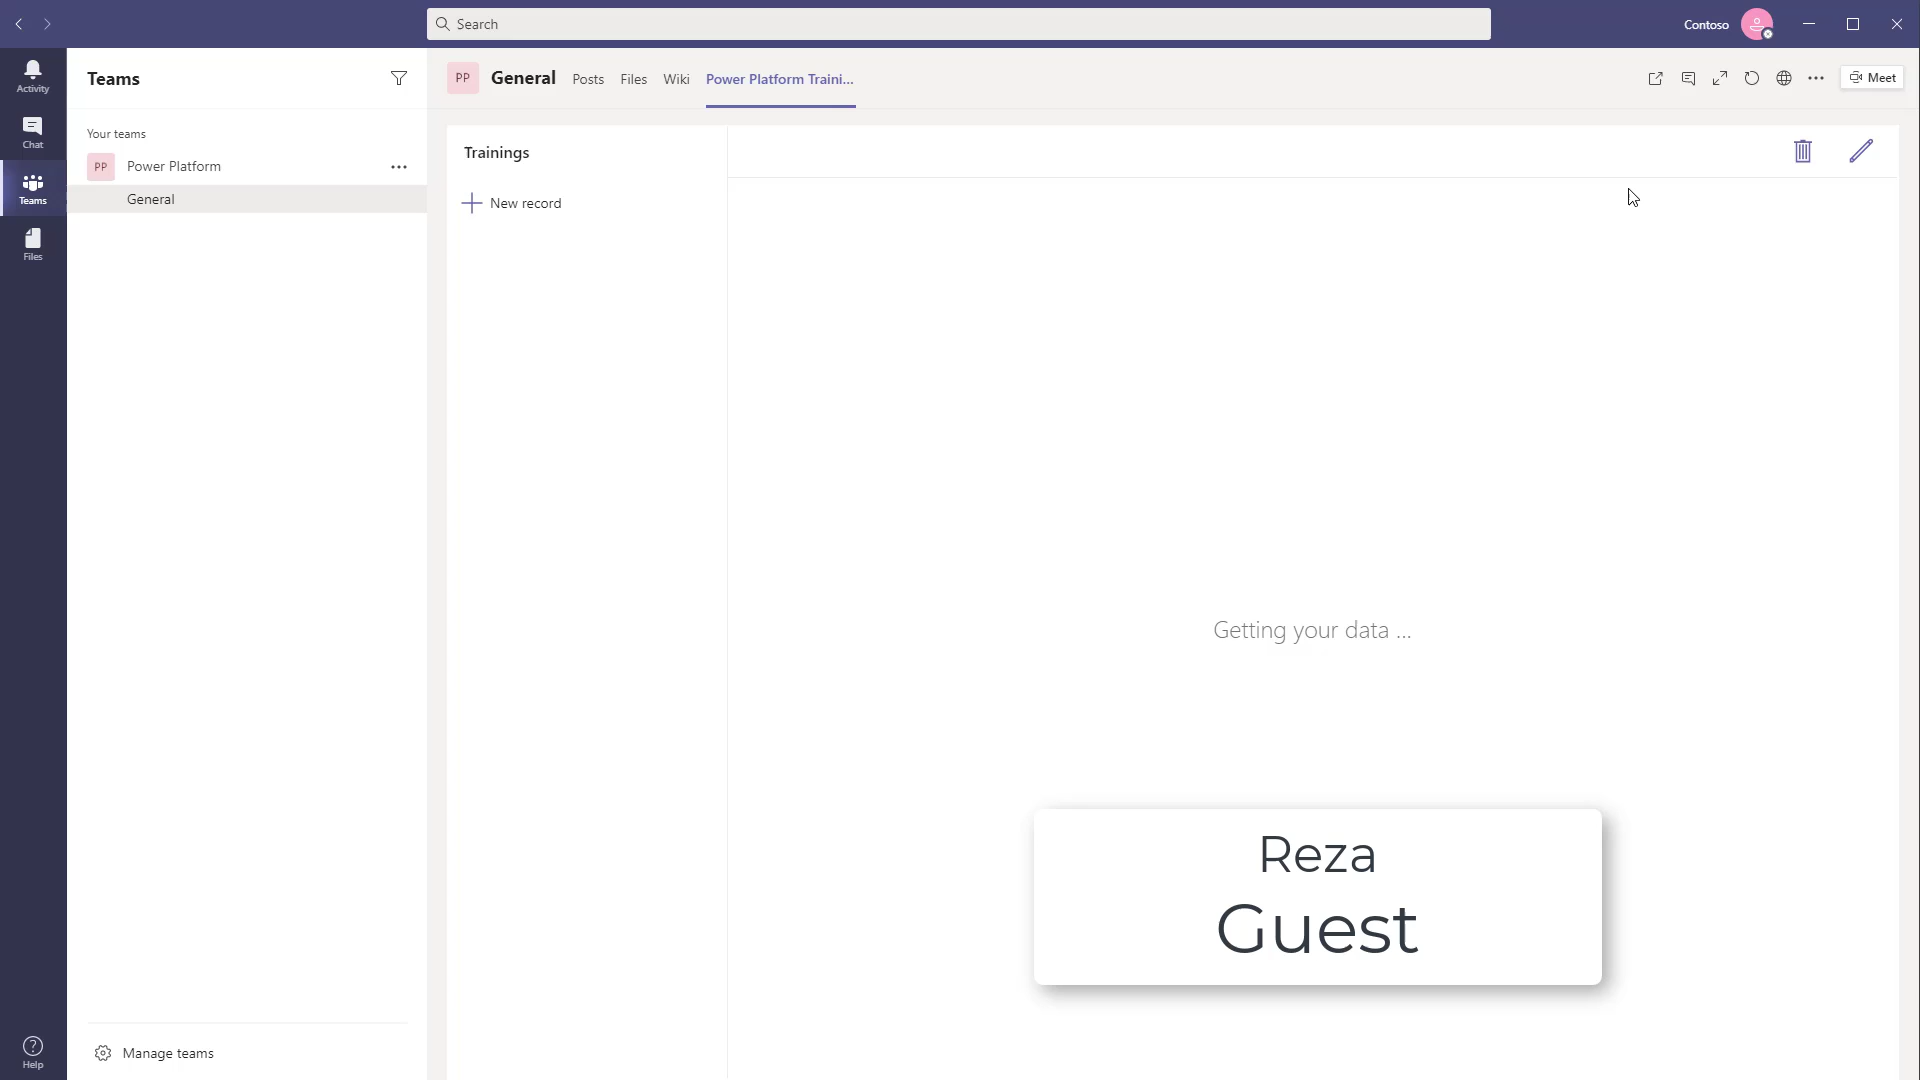 Search
Contoso
Activity
Chat
Teams
Files
Help
Teams
Your teams
PP Power Platform
General
Manage teams
PP General Posts Files Wiki Power Platform Traini...
Meet
Trainings
New record
Getting your data ...
Reza
Guest